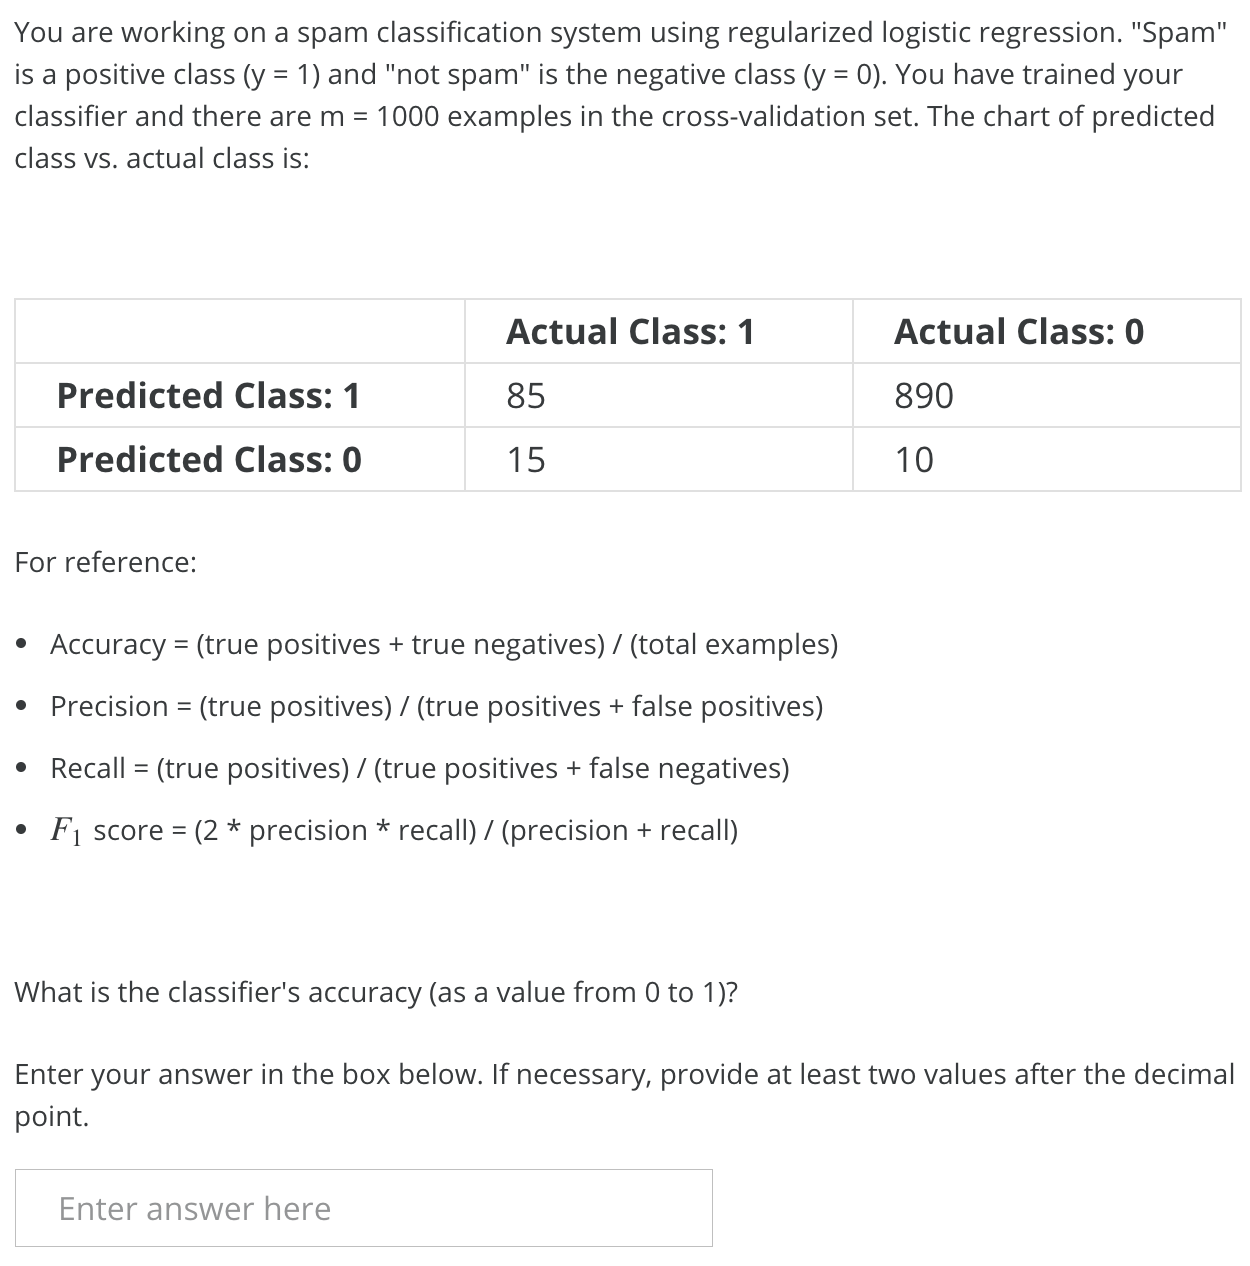 You are working on a spam classification system using regularized logistic regression. "Spam"
is a positive class (y = 1) and "not spam" is the negative class (y = 0). You have trained your
classifier and there are m = 1000 examples in the cross-validation set. The chart of predicted
class vs. actual class is:
Actual Class: 1 Actual Class: 0
Predicted Class: 1 85 890
Predicted Class: 0 15 10
For reference:
• Accuracy = (true positives + true negatives) / (total examples)
• Precision = (true positives) / (true positives + false positives)
• Recall = (true positives) / (true positives + false negatives)
• F₁ score = (2 * precision * recall) / (precision + recall)
What is the classifier's accuracy (as a value from 0 to 1)?
Enter your answer in the box below. If necessary, provide at least two values after the decimal
point.
Enter answer here